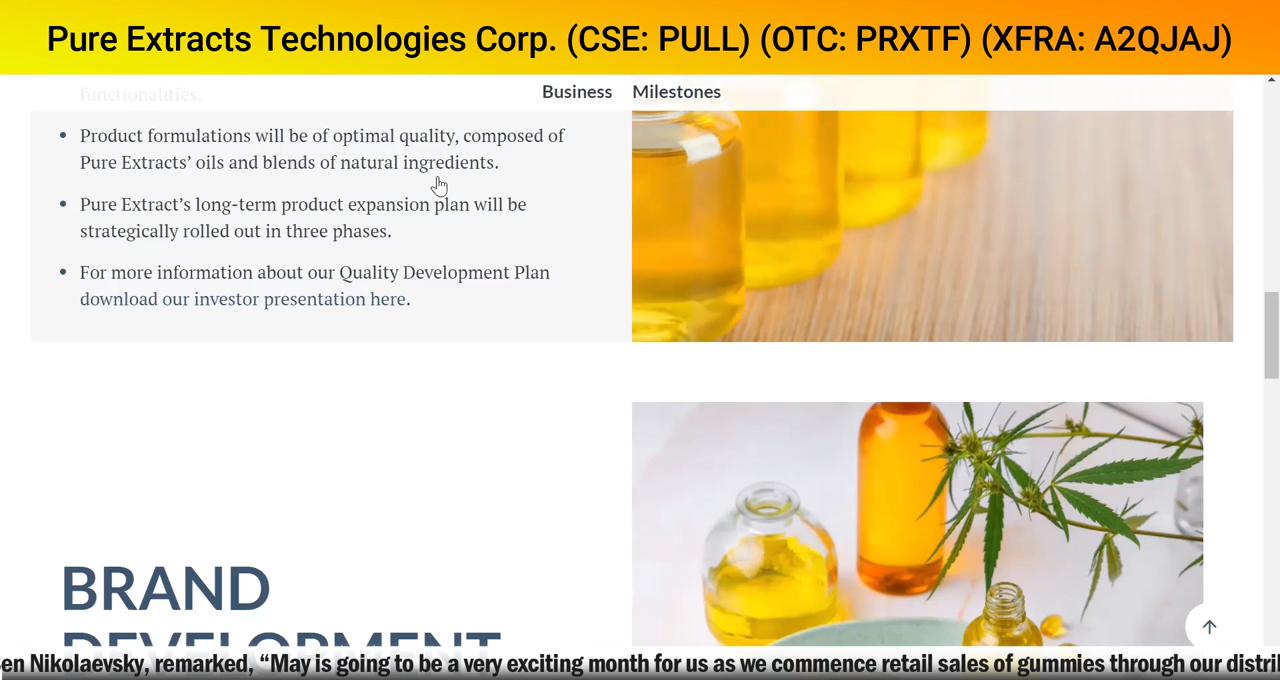 Pure Extracts Technologies Corp. (CSE: PULL) (OTC: PRXTF) (XFRA: A2QJAJ)
Business Milestones
functionalities.
• Product formulations will be of optimal quality, composed of
Pure Extracts’ oils and blends of natural ingredients.
• Pure Extract’s long-term product expansion plan will be
strategically rolled out in three phases.
• For more information about our Quality Development Plan
download our investor presentation here.
BRAND
DEVELOPMENT
en Nikolaevsky, remarked, “May is going to be a very exciting month for us as we commence retail sales of gummies through our distri